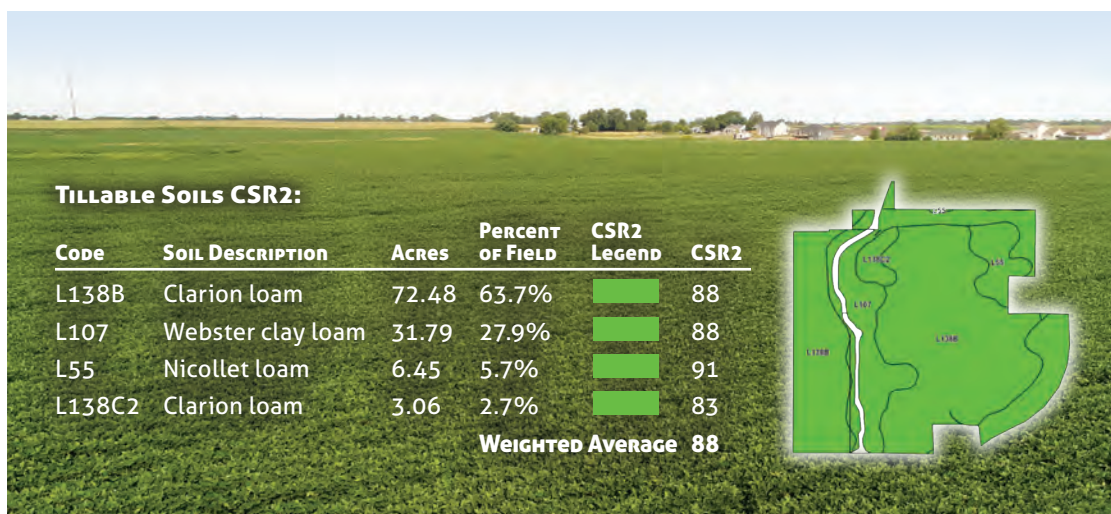 Tillable Soils CSR2:
Code Soil Description Acres Percent of Field CSR2 Legend CSR2
L138B Clarion loam 72.48 63.7% 88
L107 Webster clay loam 31.79 27.9% 88
L55 Nicollet loam 6.45 5.7% 91
L138C2 Clarion loam 3.06 2.7% 83
Weighted Average 88
L55
L138C2
L55
L107
L138B
L138B